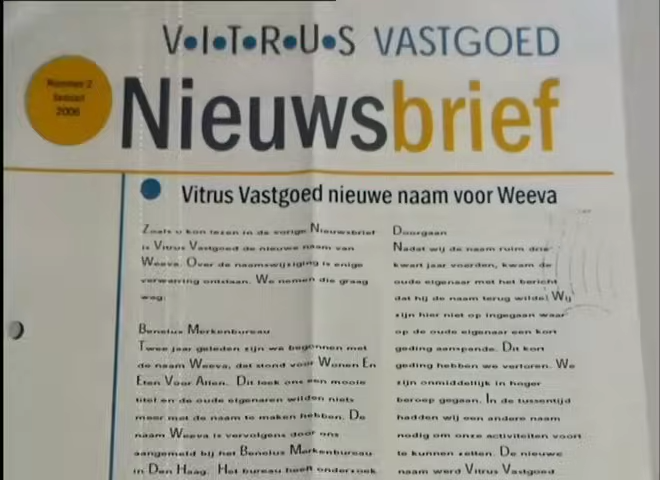 V•I•T•R•U•S VASTGOED
Nummer 2
Januari
2006
Nieuwsbrief
Vitrus Vastgoed nieuwe naam voor Weeva
Zoals u kon lezen in de vorige Nieuwsbrief
is Vitrus Vastgoed de nieuwe naam van
Weeva. Over de naamswijziging is enige
verwarring ontstaan. We nemen die graag
weg.
Benelux Merkenbureau
Twee jaar geleden zijn we begonnen met
de naam Weeva, dat stond voor Wonen En
Eten Voor Allen. Dit leek ons een mooie
titel en de oude eigenaren wilden niets
meer met de naam te maken hebben. De
naam Weeva is vervolgens door ons
aangemeld bij het Benelux Merkenbureau
in Den Haag. Het bureau heeft onderzoek
Doorgaan
Nadat wij de naam ruim drie
kwart jaar voerden, kwam de
oude eigenaar met het bericht
dat hij de naam terug wilde! Wij
zijn hier niet op ingegaan waar
op de oude eigenaar een kort
geding aanspande. Dit kort
geding hebben we verloren. We
zijn onmiddellijk in hoger
beroep gegaan. In de tussentijd
hadden wij een andere naam
nodig om onze activiteiten voort
te kunnen zetten. De nieuwe
naam werd Vitrus Vastgoed